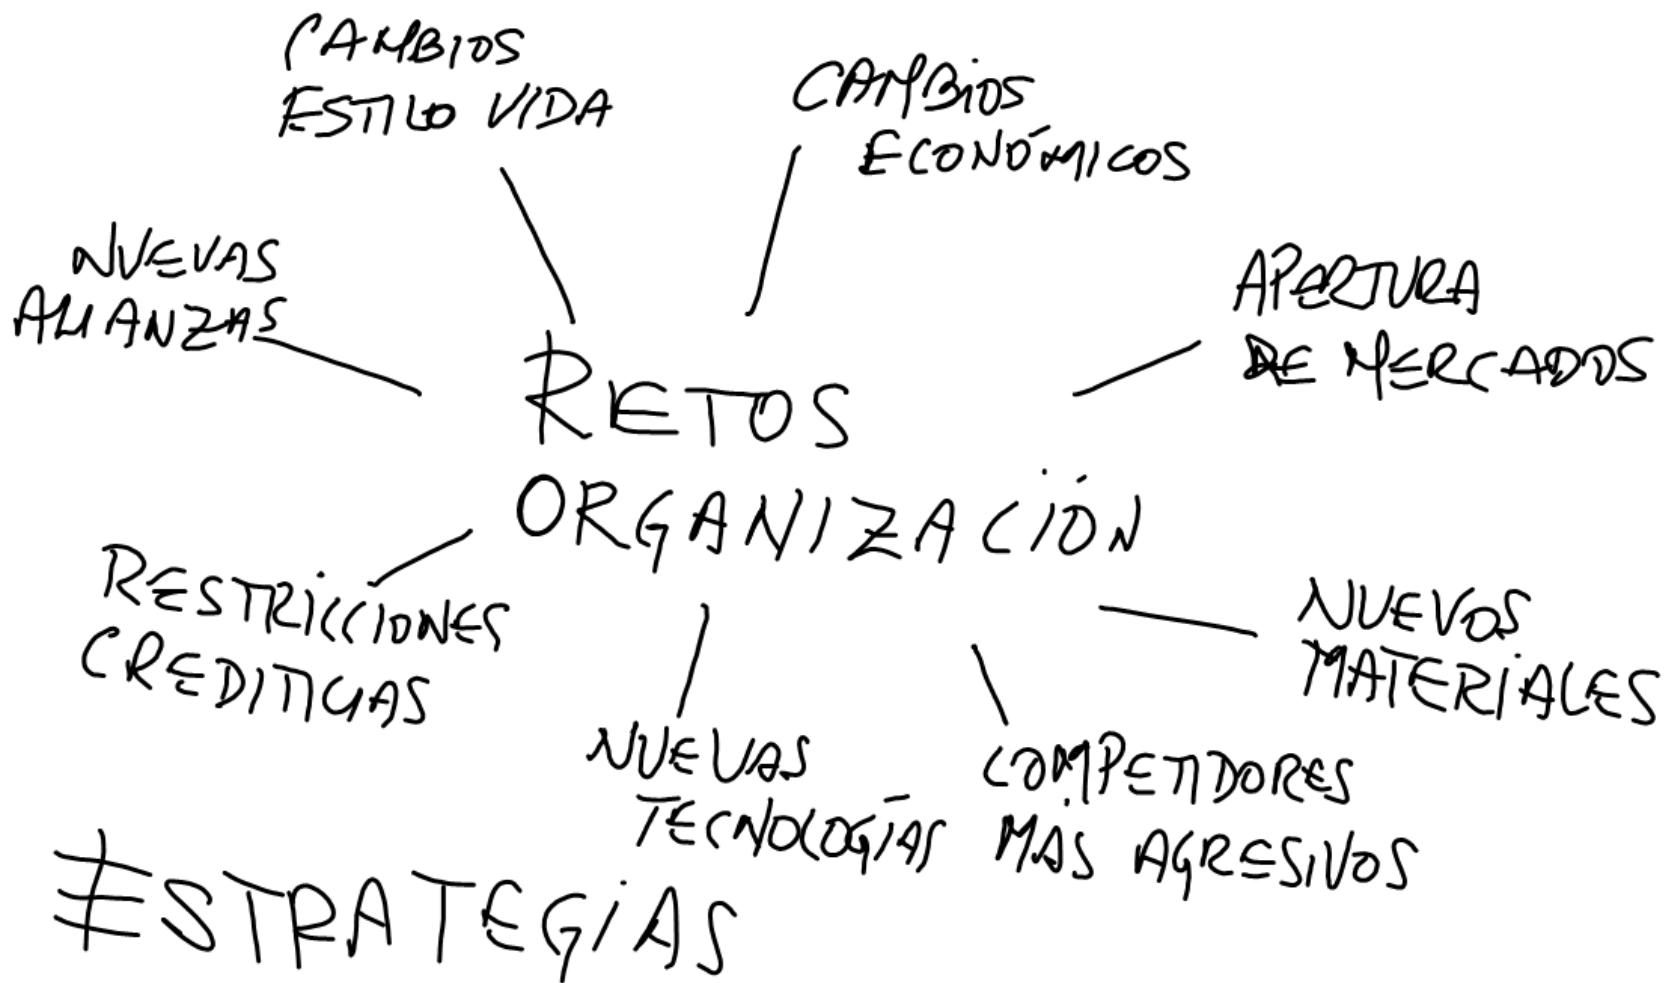 CAMBIOS
ESTILO VIDA
CAMBIOS
ECONÓMICOS
NUEVAS
ALIANZAS
APERTURA
DE MERCADOS
RETOS
ORGANIZACIÓN
RESTRICCIONES
CREDITICIAS
NUEVOS
MATERIALES
NUEVAS
TECNOLOGÍAS
COMPETIDORES
MÁS AGRESIVOS
ESTRATEGIAS